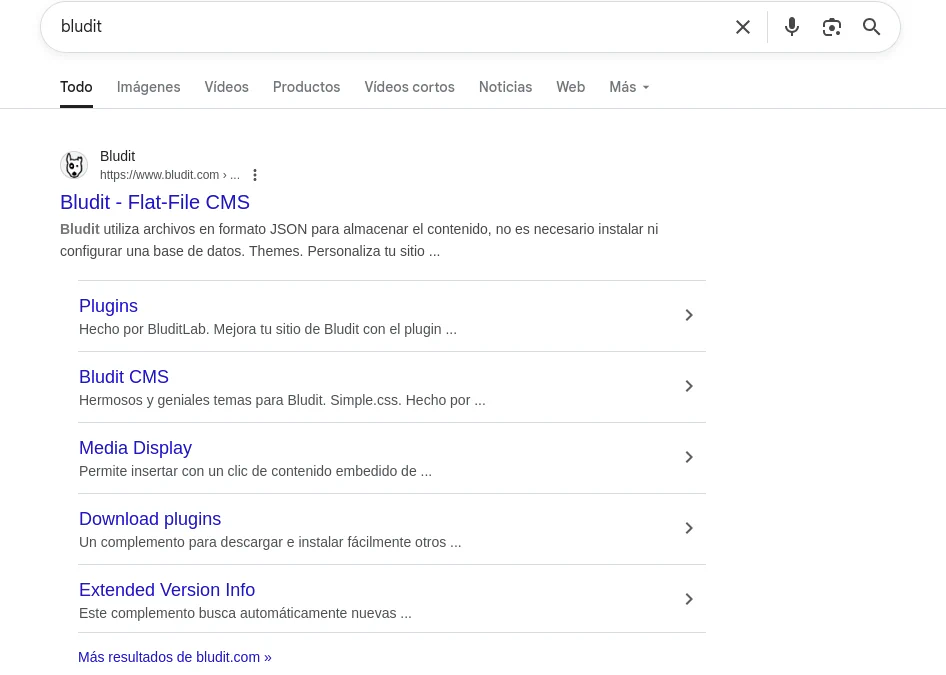 bludit
Todo Imágenes Vídeos Productos Vídeos cortos Noticias Web Más
Bludit
https://www.bludit.com › ...
Bludit - Flat-File CMS
Bludit utiliza archivos en formato JSON para almacenar el contenido, no es necesario instalar ni
configurar una base de datos. Themes. Personaliza tu sitio ...
Plugins
Hecho por BluditLab. Mejora tu sitio de Bludit con el plugin ...
Bludit CMS
Hermosos y geniales temas para Bludit. Simple.css. Hecho por ...
Media Display
Permite insertar con un clic de contenido embedido de ...
Download plugins
Un complemento para descargar e instalar fácilmente otros ...
Extended Version Info
Este complemento busca automáticamente nuevas ...
Más resultados de bludit.com »